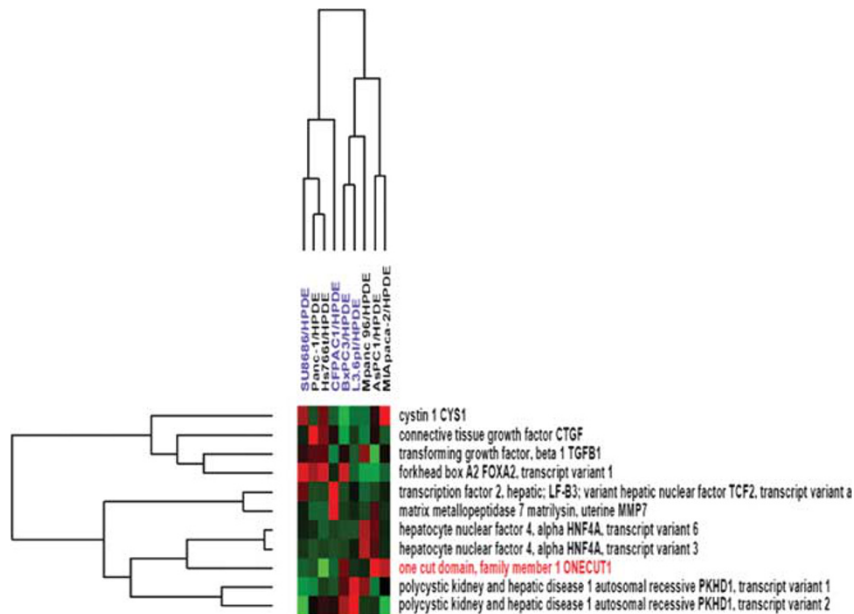 SU8686/HPDE
Panc-1/HPDE
Hs766t/HPDE
CFPAC1/HPDE
BxPC3/HPDE
L3.6pl/HPDE
Mpanc 96/HPDE
AsPC1/HPDE
MIApaca-2/HPDE
cystin 1 CYS1
connective tissue growth factor CTGF
transforming growth factor, beta 1 TGFB1
forkhead box A2 FOXA2, transcript variant 1
transcription factor 2, hepatic; LF-B3; variant hepatic nuclear factor TCF2, transcript variant a
matrix metallopeptidase 7 matrilysin, uterine MMP7
hepatocyte nuclear factor 4, alpha HNF4A, transcript variant 6
hepatocyte nuclear factor 4, alpha HNF4A, transcript variant 3
one cut domain, family member 1 ONECUT1
polycystic kidney and hepatic disease 1 autosomal recessive PKHD1, transcript variant 1
polycystic kidney and hepatic disease 1 autosomal recessive PKHD1, transcript variant 2